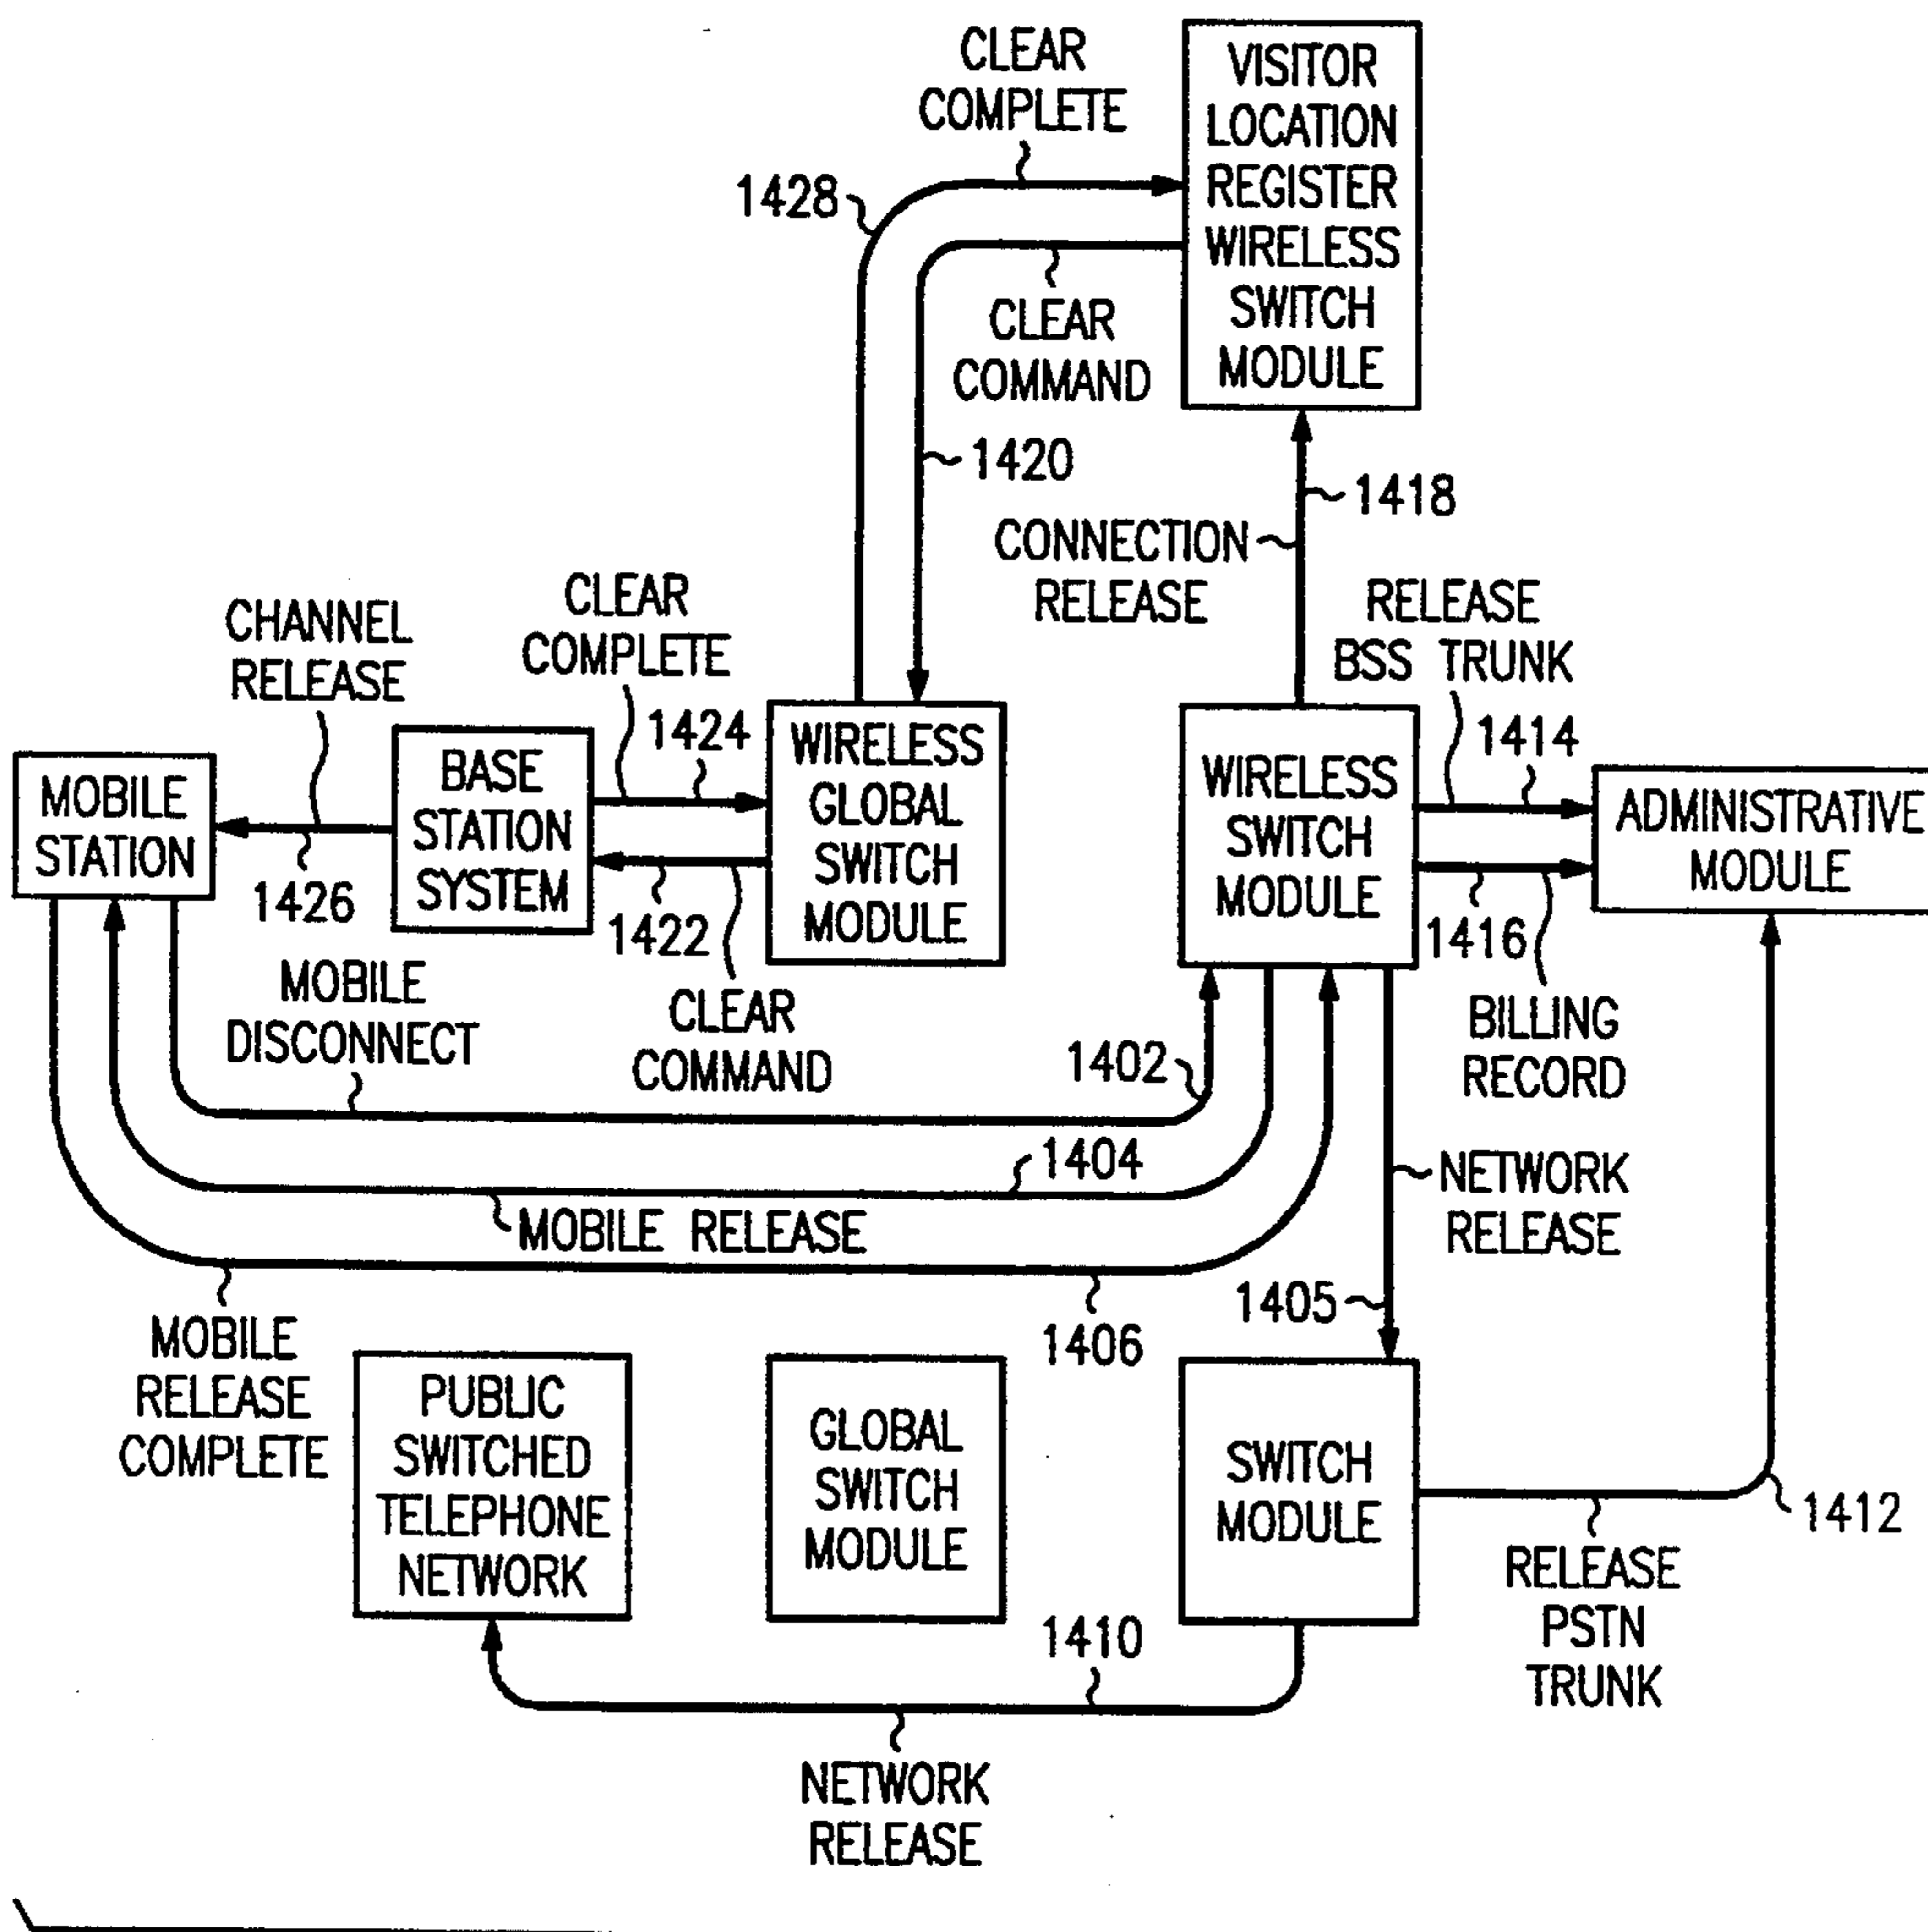 CLEAR
COMPLETE
VISITOR
LOCATION
REGISTER
WIRELESS
SWITCH
MODULE
1428
CLEAR
COMMAND
1420
1418
CONNECTION
RELEASE
RELEASE
BSS TRUNK
1414
CHANNEL
RELEASE
CLEAR
COMPLETE
1424
MOBILE
STATION
BASE
STATION
SYSTEM
WIRELESS
GLOBAL
SWITCH
MODULE
WIRELESS
SWITCH
MODULE
ADMINISTRATIVE
MODULE
1426
1422
1416
MOBILE
DISCONNECT
CLEAR
COMMAND
BILLING
RECORD
1402
1404
MOBILE RELEASE
NETWORK
RELEASE
1405
1406
MOBILE
RELEASE
COMPLETE
PUBLIC
SWITCHED
TELEPHONE
NETWORK
GLOBAL
SWITCH
MODULE
SWITCH
MODULE
1412
RELEASE
PSTN
TRUNK
1410
NETWORK
RELEASE